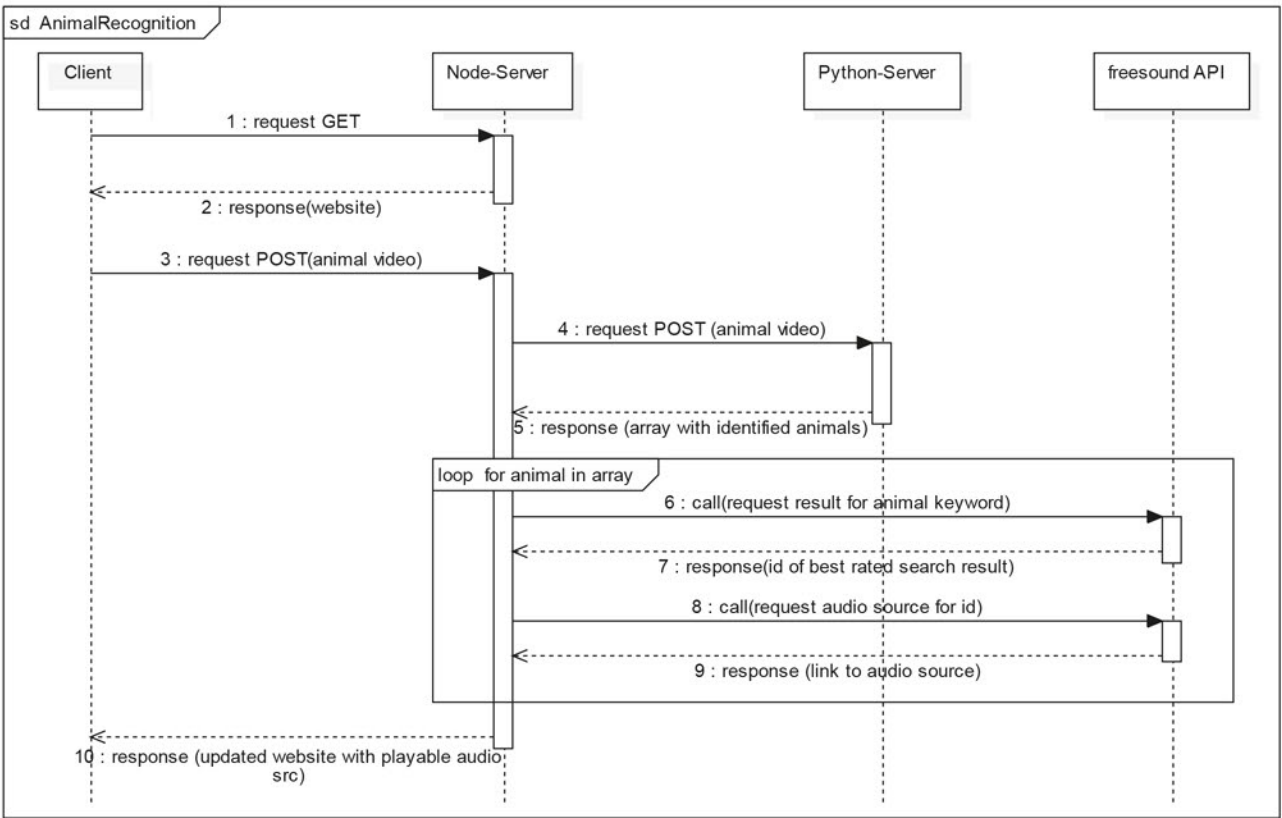 sd AnimalRecognition
Client
Node-Server
Python-Server
freesound API
1 : request GET
2 : response(website)
3 : request POST(animal video)
4 : request POST (animal video)
5 : response (array with identified animals)
loop for animal in array
6 : call(request result for animal keyword)
7 : response(id of best rated search result)
8 : call(request audio source for id)
9 : response (link to audio source)
10 : response (updated website with playable audio
src)